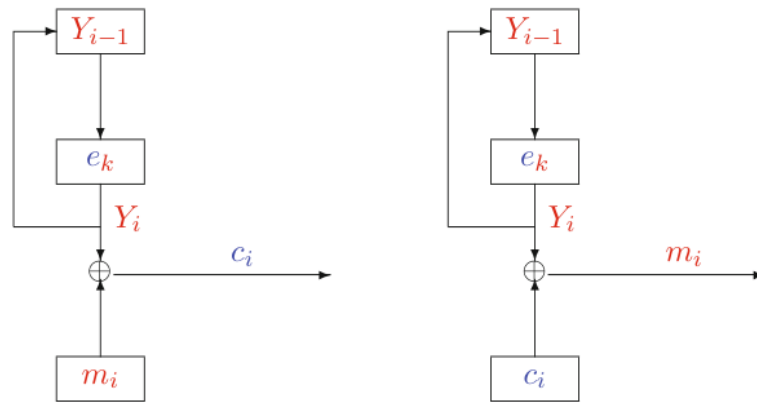 Y_{i-1} Y_{i-1}
e_k e_k
Y_i Y_i
c_i m_i
m_i c_i